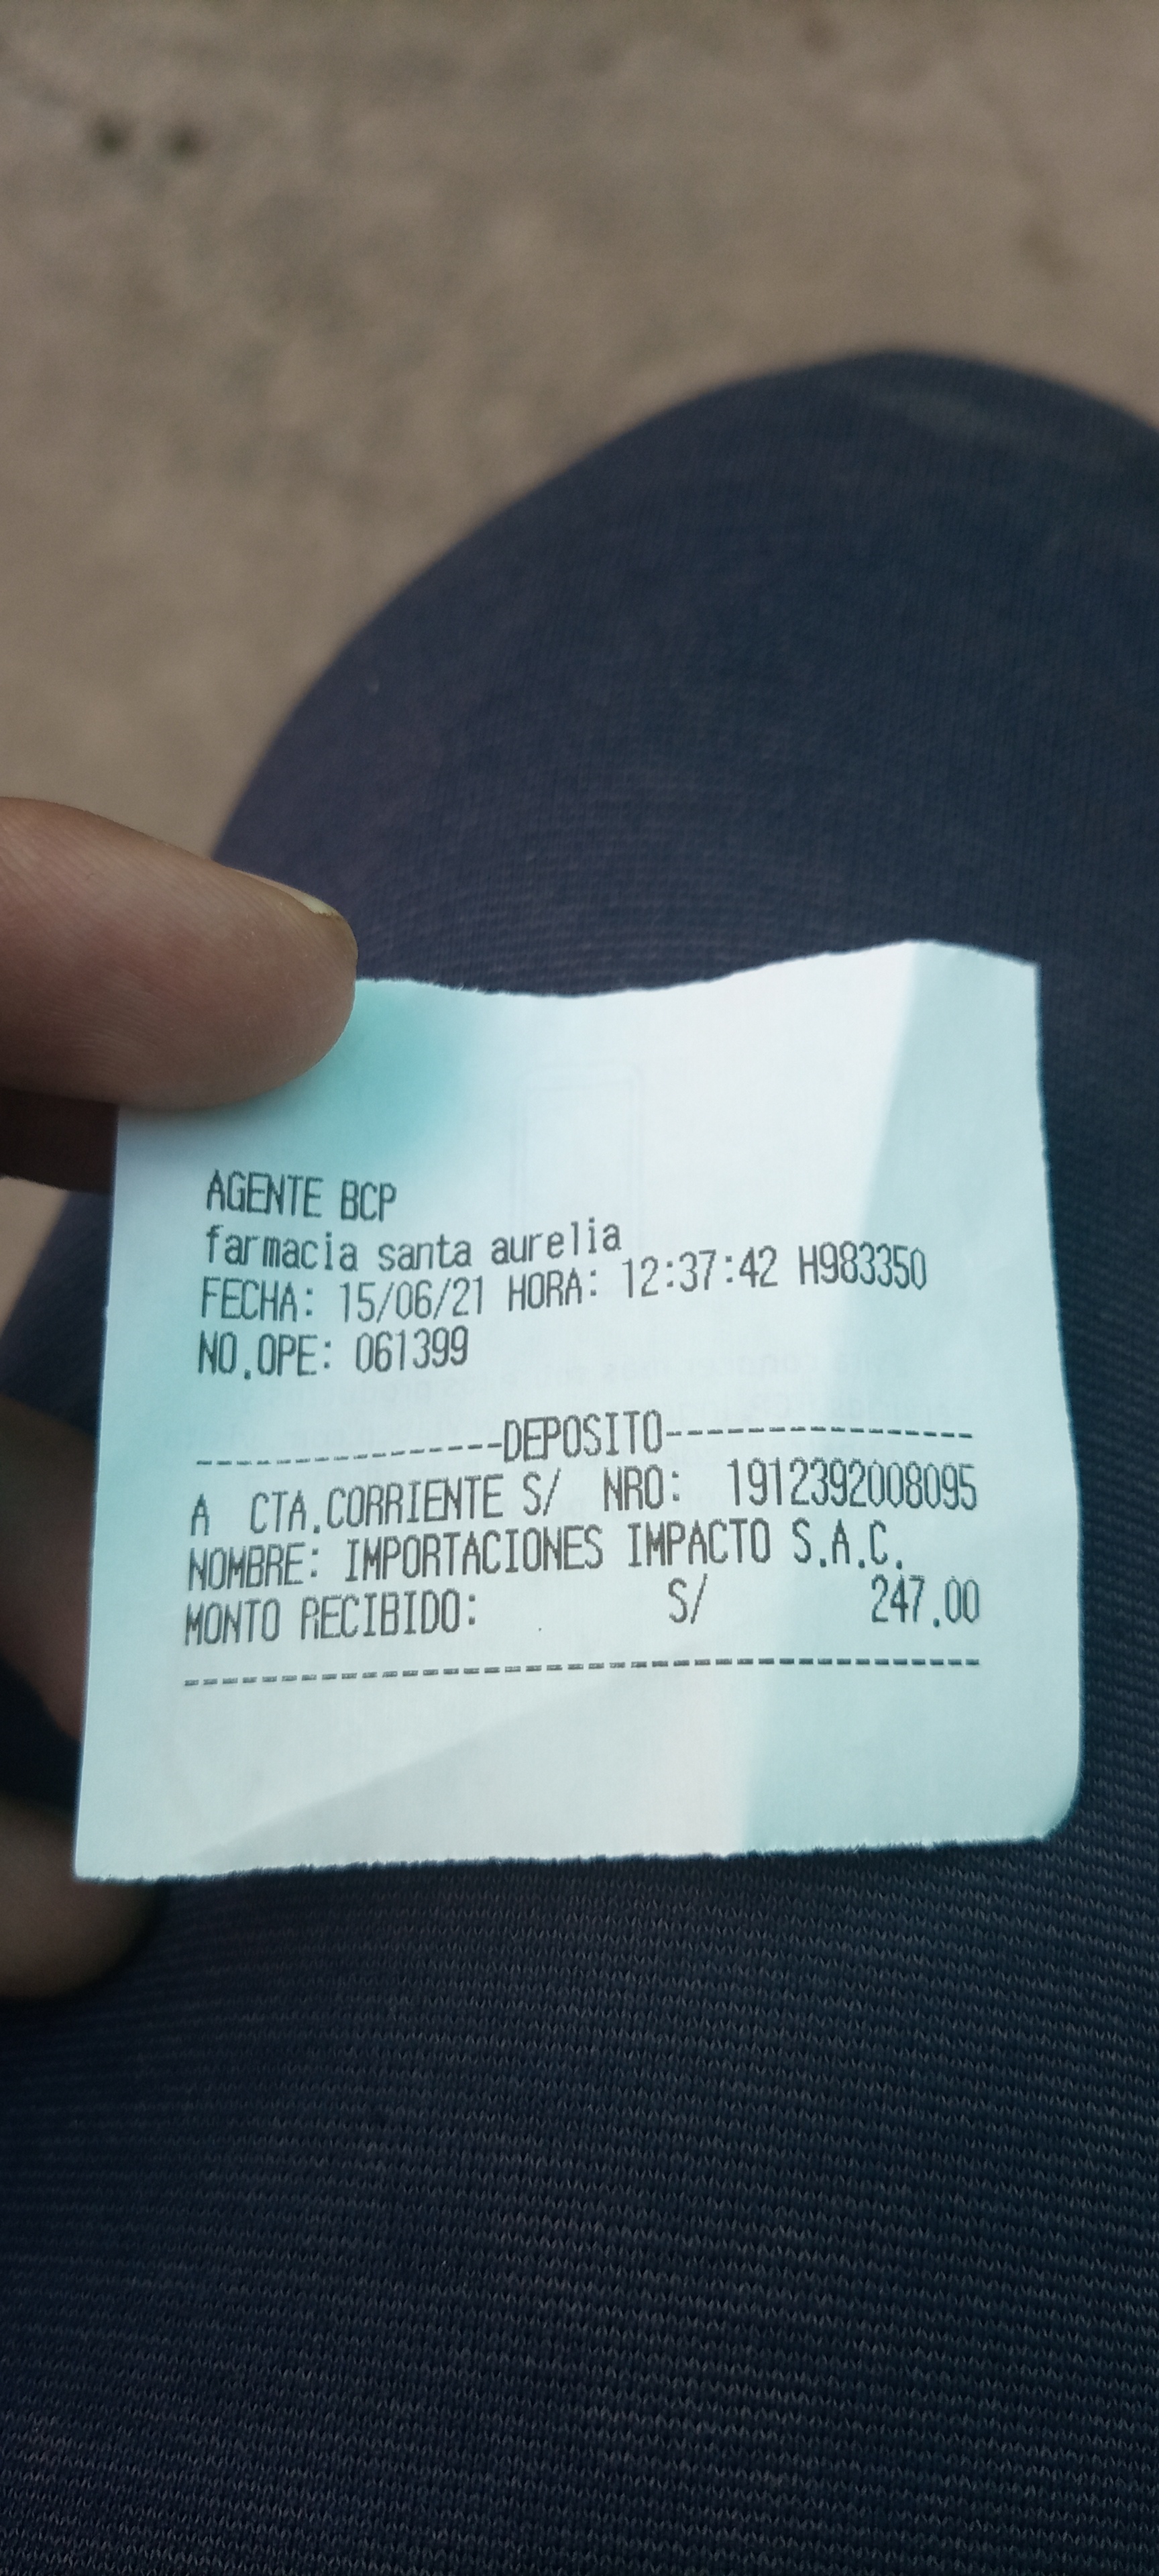 AGENTE BCP
farmacia santa aurelia
FECHA: 15/06/21 HORA: 12:37:42 H983350
NO.OPE: 061399
---------------DEPOSITO---------------
A CTA.CORRIENTE S/ NRO: 1912392008095
NOMBRE: IMPORTACIONES IMPACTO S.A.C.
MONTO RECIBIDO: S/ 247.00
---------------------------------------